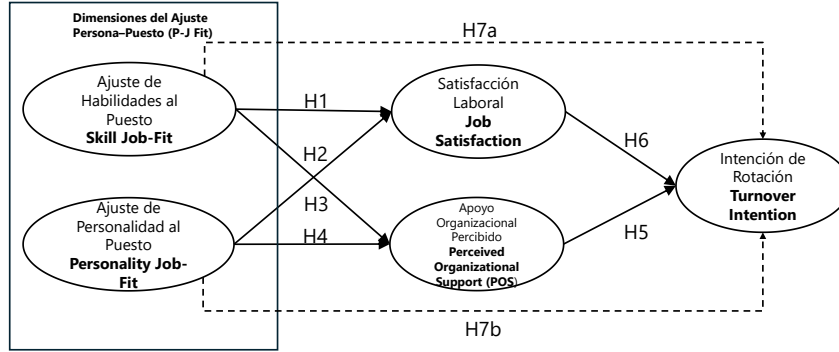 Dimensiones del Ajuste
Persona–Puesto (P-J Fit)
H7a
Ajuste de
Habilidades al
Puesto
Skill Job-Fit
H1
Satisfacción
Laboral
Job
Satisfaction
H6
H2
Intención de
Rotación
Turnover
Intention
H3
Ajuste de
Personalidad al
Puesto
Personality Job-
Fit
H4
Apoyo
Organizacional
Percibido
Perceived
Organizational
Support (POS)
H5
H7b